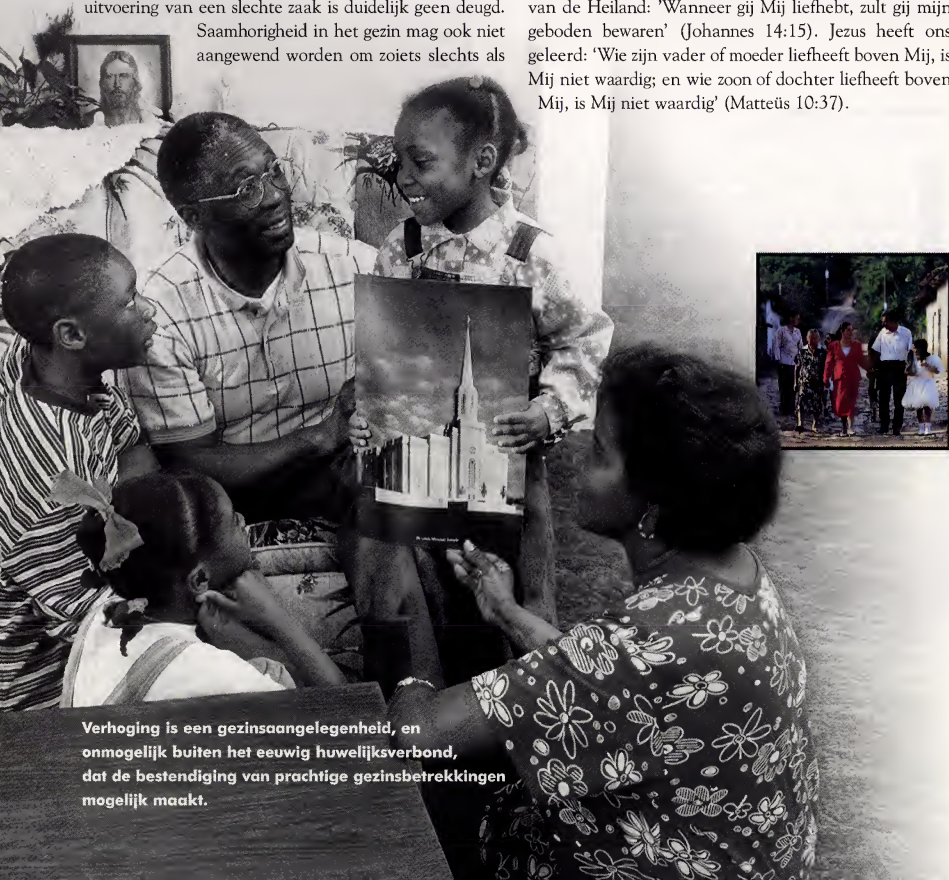 uitvoering van een slechte zaak is duidelijk geen deugd.
Saamhorigheid in het gezin mag ook niet
aangewend worden om zoiets slechts als
van de Heiland: 'Wanneer gij Mij liefhebt, zult gij mijn
geboden bewaren' (Johannes 14:15). Jezus heeft ons
geleerd: 'Wie zijn vader of moeder liefheeft boven Mij, is
Mij niet waardig; en wie zoon of dochter liefheeft boven
Mij, is Mij niet waardig' (Matteüs 10:37).
Verhoging is een gezinsaangelegenheid, en
onmogelijk buiten het eeuwig huwelijksverbond,
dat de bestendiging van prachtige gezinsbetrekkingen
mogelijk maakt.